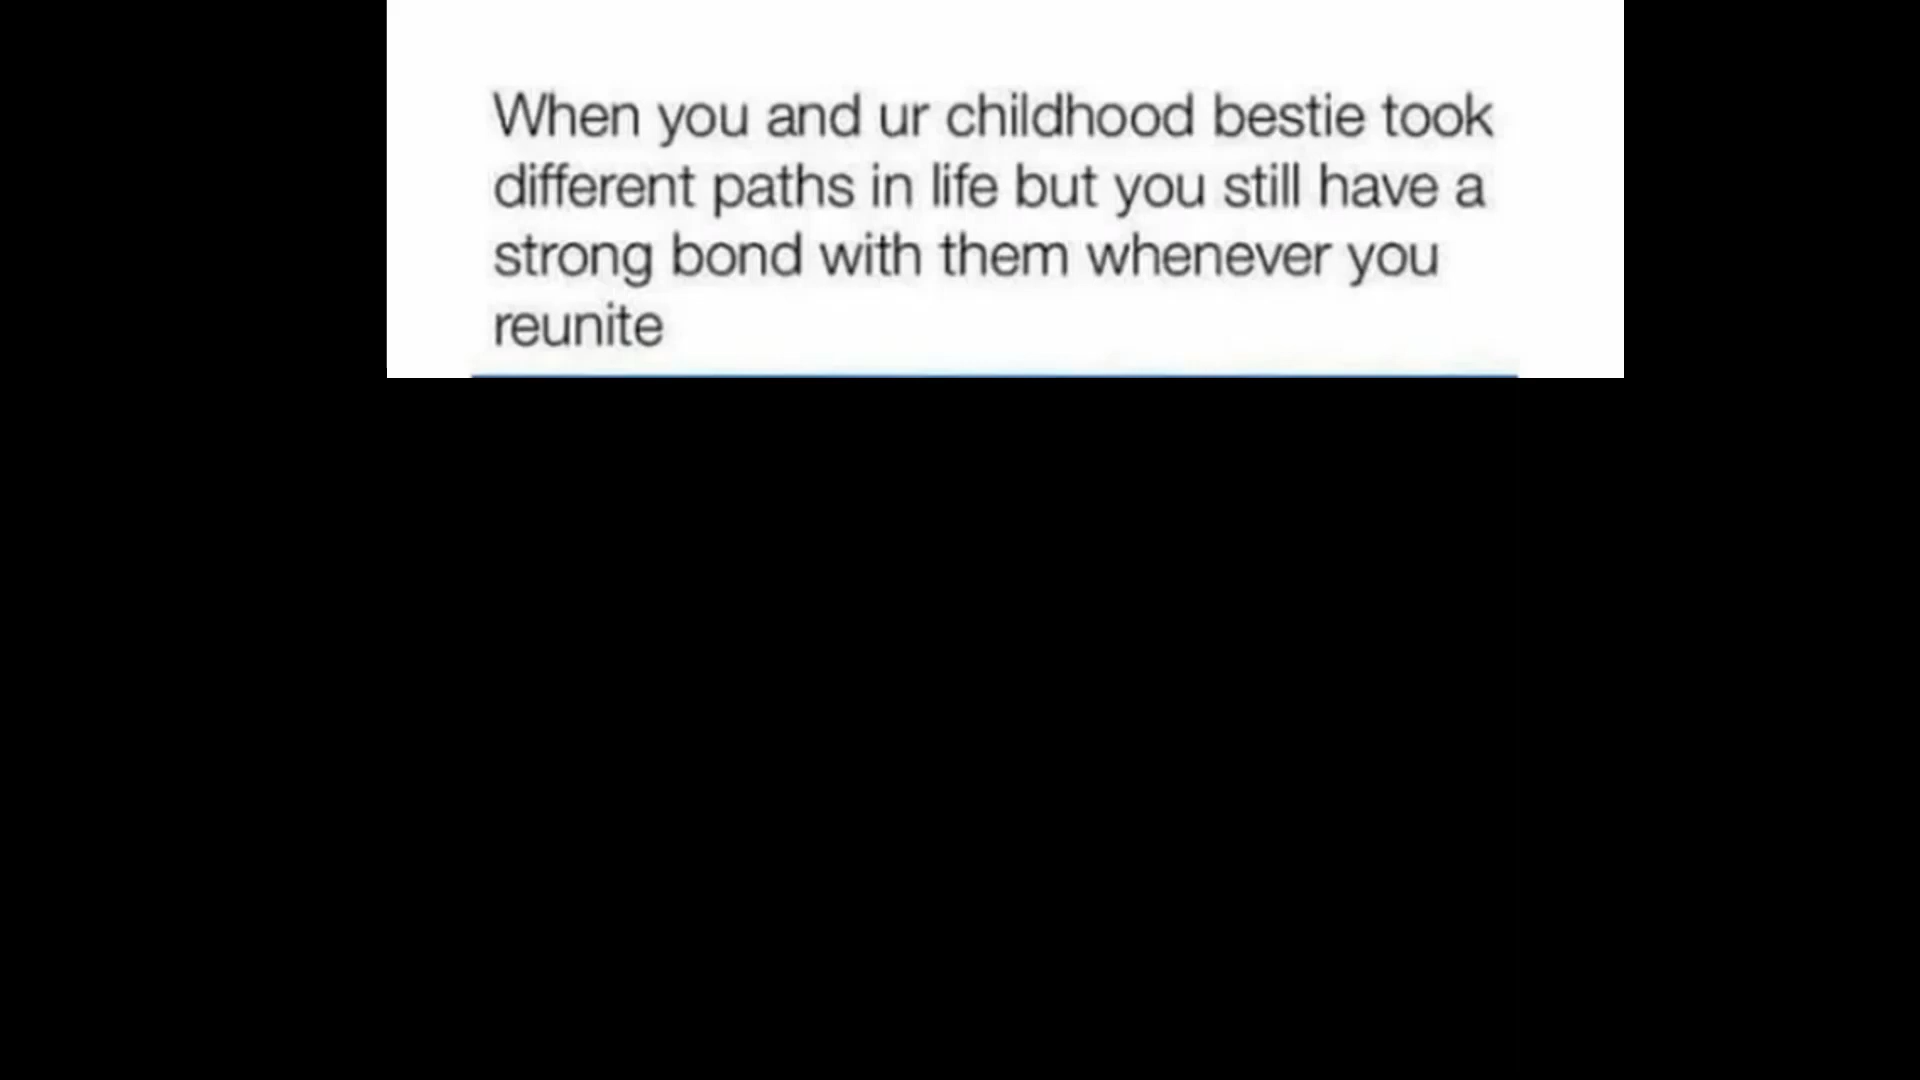 When you and ur childhood bestie took
different paths in life but you still have a
strong bond with them whenever you
reunite